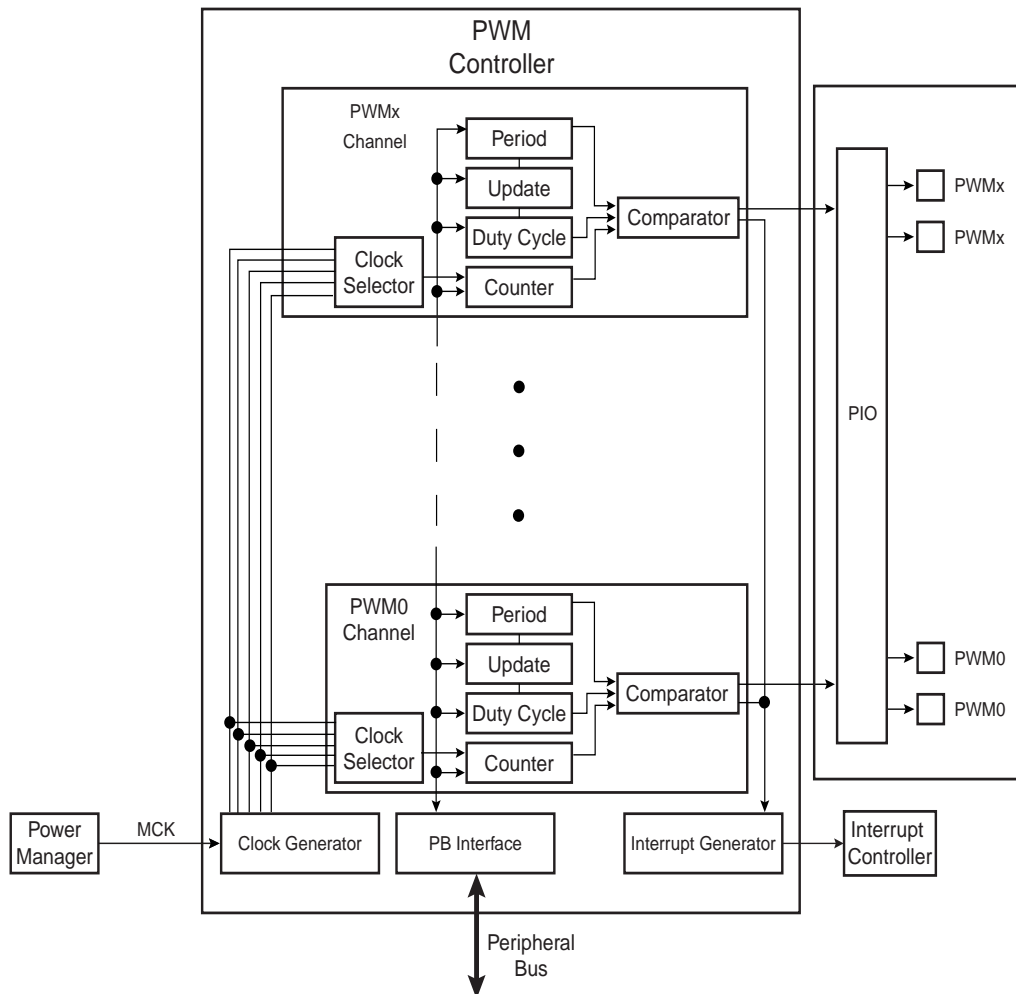 PWM
Controller
PWMx
Channel
Period
Update
Duty Cycle
Counter
Clock
Selector
Comparator
PIO
PWMx
PWMx
PWM0
Channel
Period
Update
Duty Cycle
Counter
Clock
Selector
Comparator
PWM0
PWM0
Power
Manager
MCK
Clock Generator
PB Interface
Interrupt Generator
Interrupt
Controller
Peripheral
Bus